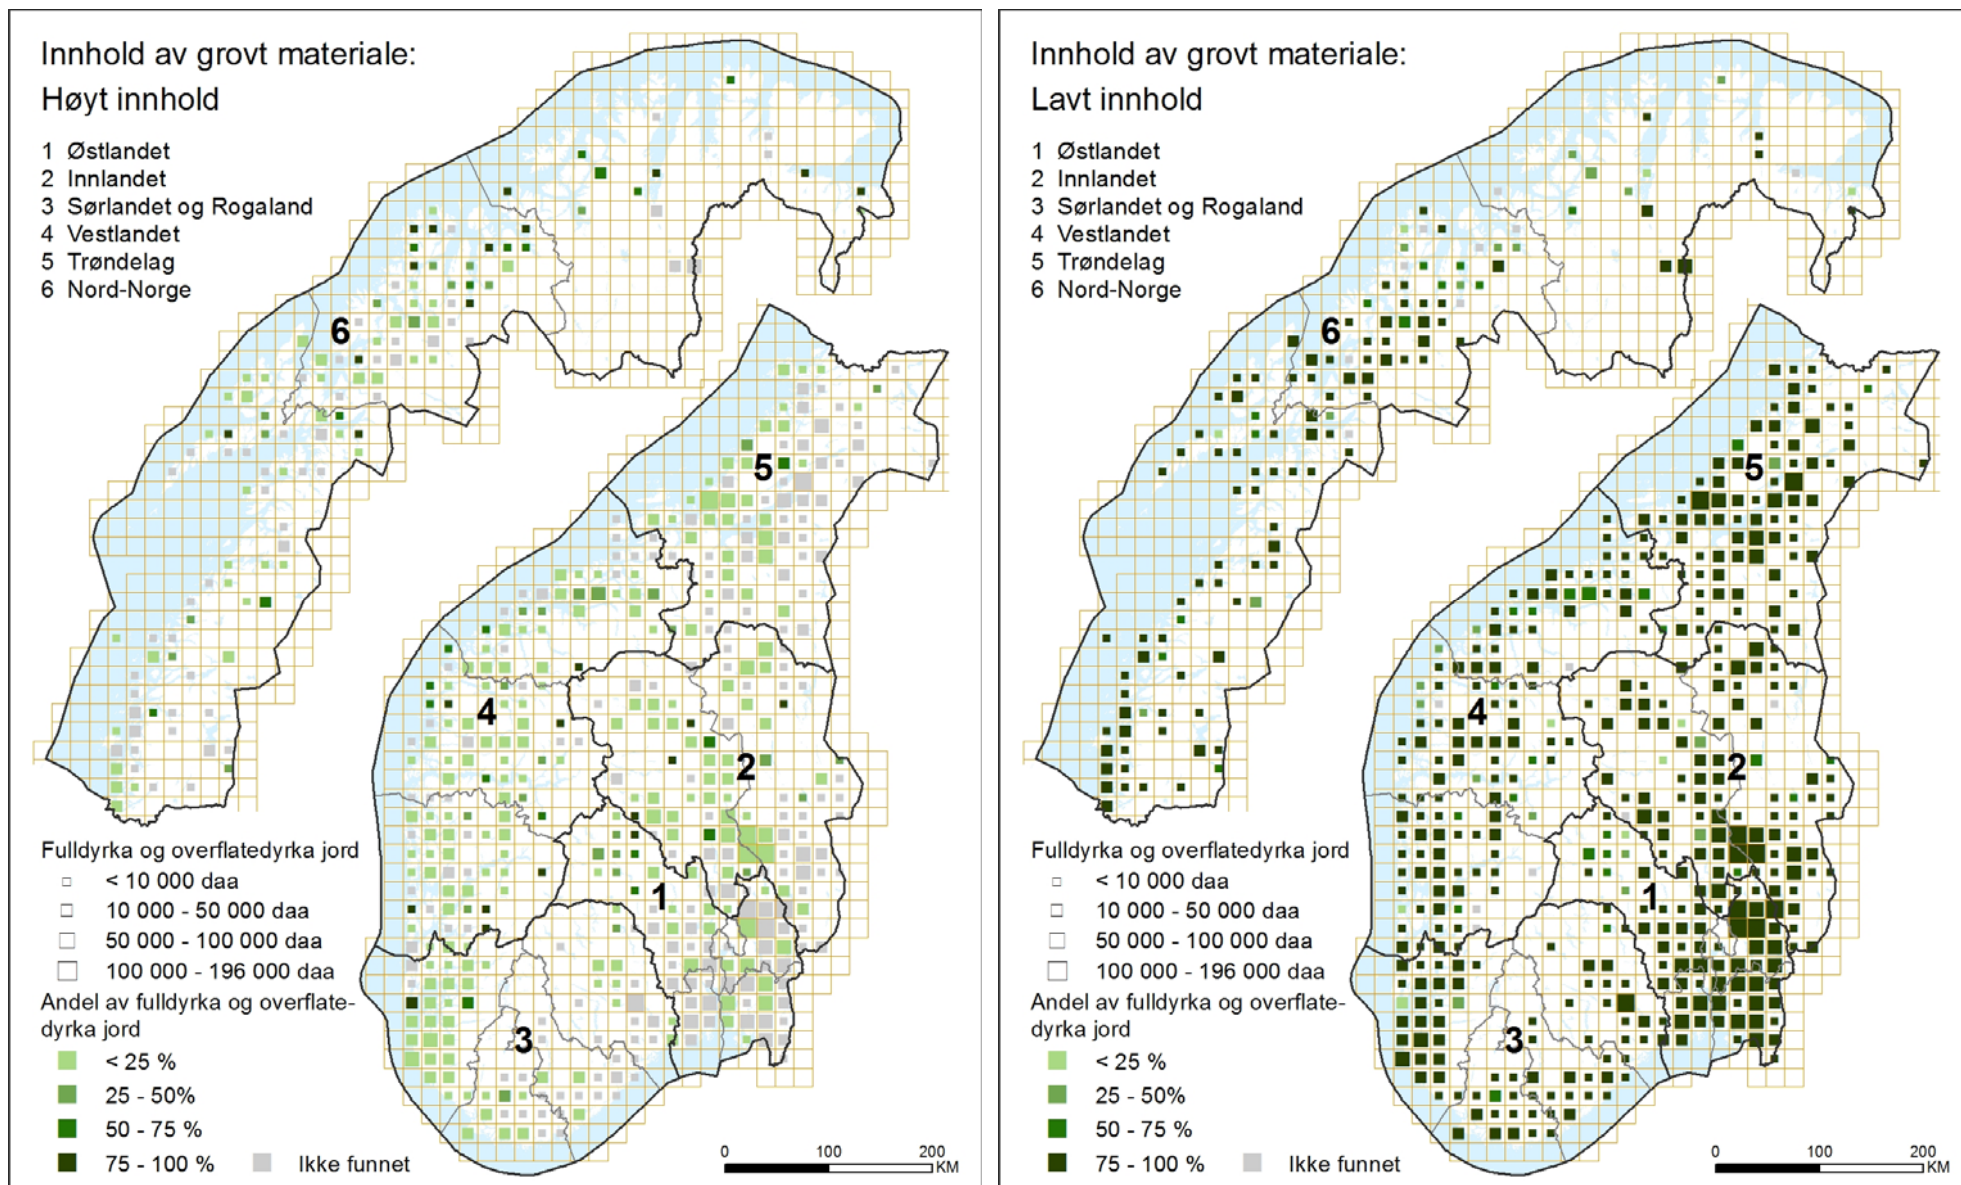 Innhold av grovt materiale:
Høyt innhold
1 Østlandet
2 Innlandet
3 Sørlandet og Rogaland
4 Vestlandet
5 Trøndelag
6 Nord-Norge
6
5
4
2
1
3
Fulldyrka og overflatedyrka jord
< 10 000 daa
10 000 - 50 000 daa
50 000 - 100 000 daa
100 000 - 196 000 daa
Andel av fulldyrka og overflate-
dyrka jord
< 25 %
25 - 50%
50 - 75 %
75 - 100 %
Ikke funnet
0 100 200
KM
Innhold av grovt materiale:
Lavt innhold
1 Østlandet
2 Innlandet
3 Sørlandet og Rogaland
4 Vestlandet
5 Trøndelag
6 Nord-Norge
6
5
4
2
1
3
Fulldyrka og overflatedyrka jord
< 10 000 daa
10 000 - 50 000 daa
50 000 - 100 000 daa
100 000 - 196 000 daa
Andel av fulldyrka og overflate-
dyrka jord
< 25 %
25 - 50%
50 - 75 %
75 - 100 %
Ikke funnet
0 100 200
KM